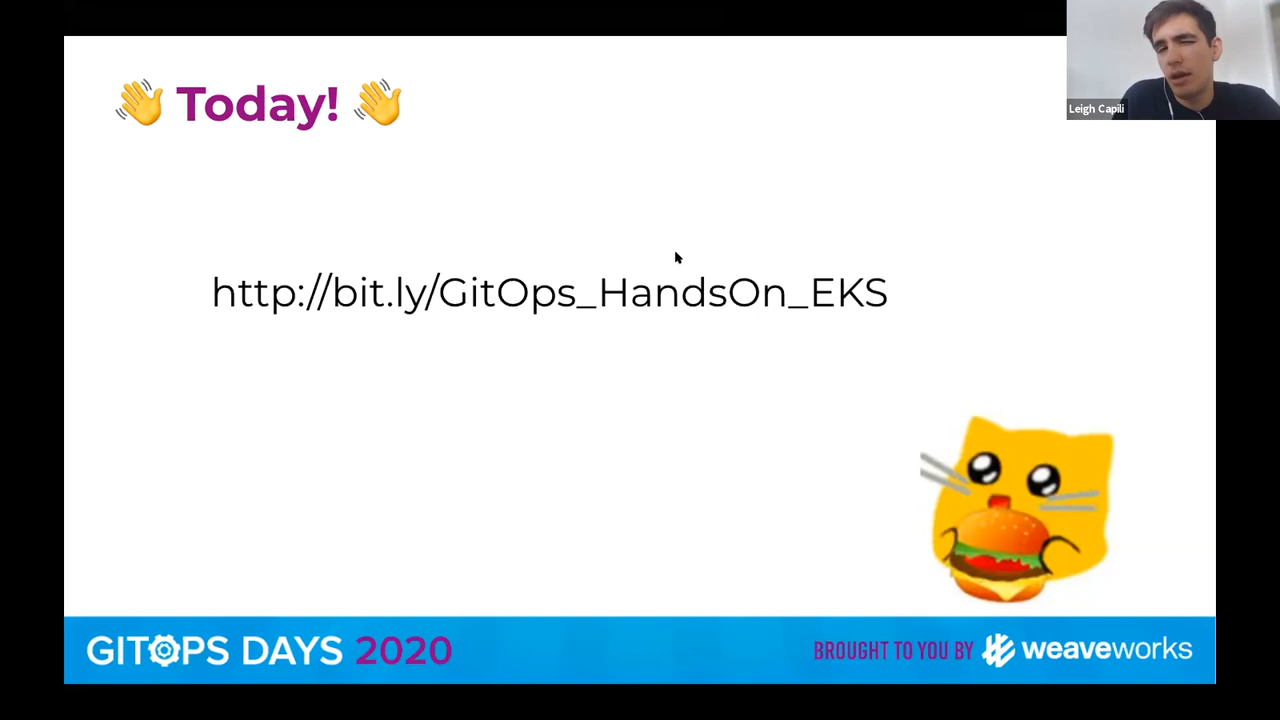 👋 Today! 👋
Leigh Capili
http://bit.ly/GitOps_HandsOn_EKS
GITOPS DAYS 2020
BROUGHT TO YOU BY weaveworks